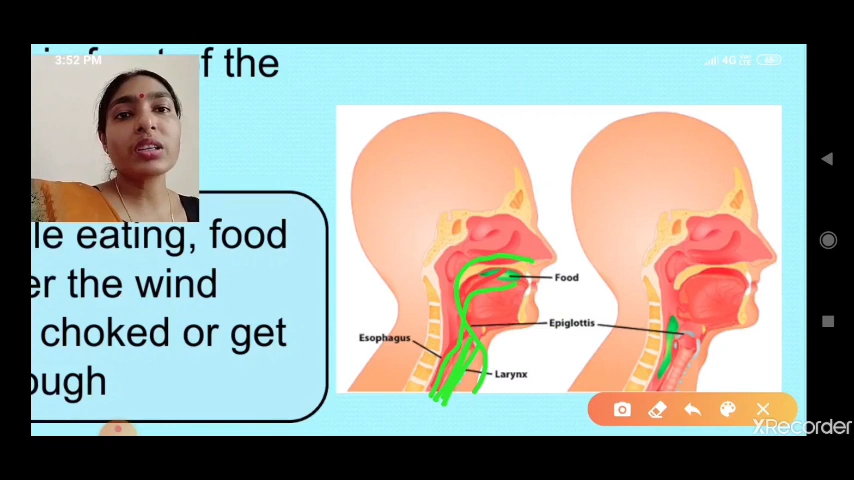 3:52 PM
f the
4G
le eating, food
er the wind
choked or get
ough
Food
Epiglottis
Esophagus
Larynx
XRecorder